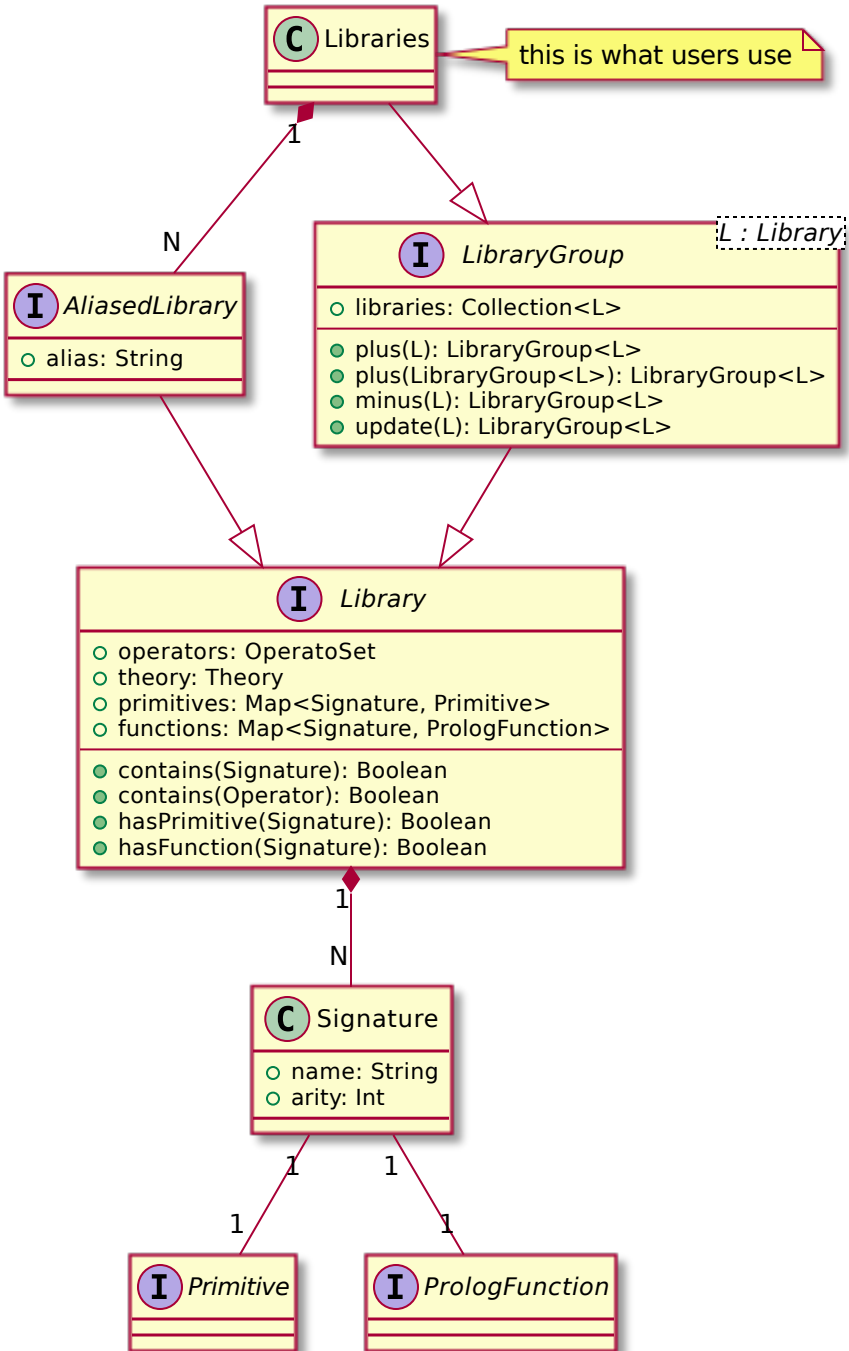 C Libraries
this is what users use
1
N
L : Library
I LibraryGroup
libraries: Collection<L>
plus(L): LibraryGroup<L>
plus(LibraryGroup<L>): LibraryGroup<L>
minus(L): LibraryGroup<L>
update(L): LibraryGroup<L>
I AliasedLibrary
alias: String
I Library
operators: OperatoSet
theory: Theory
primitives: Map<Signature, Primitive>
functions: Map<Signature, PrologFunction>
contains(Signature): Boolean
contains(Operator): Boolean
hasPrimitive(Signature): Boolean
hasFunction(Signature): Boolean
1
N
C Signature
name: String
arity: Int
1 1
1 1
I Primitive
I PrologFunction